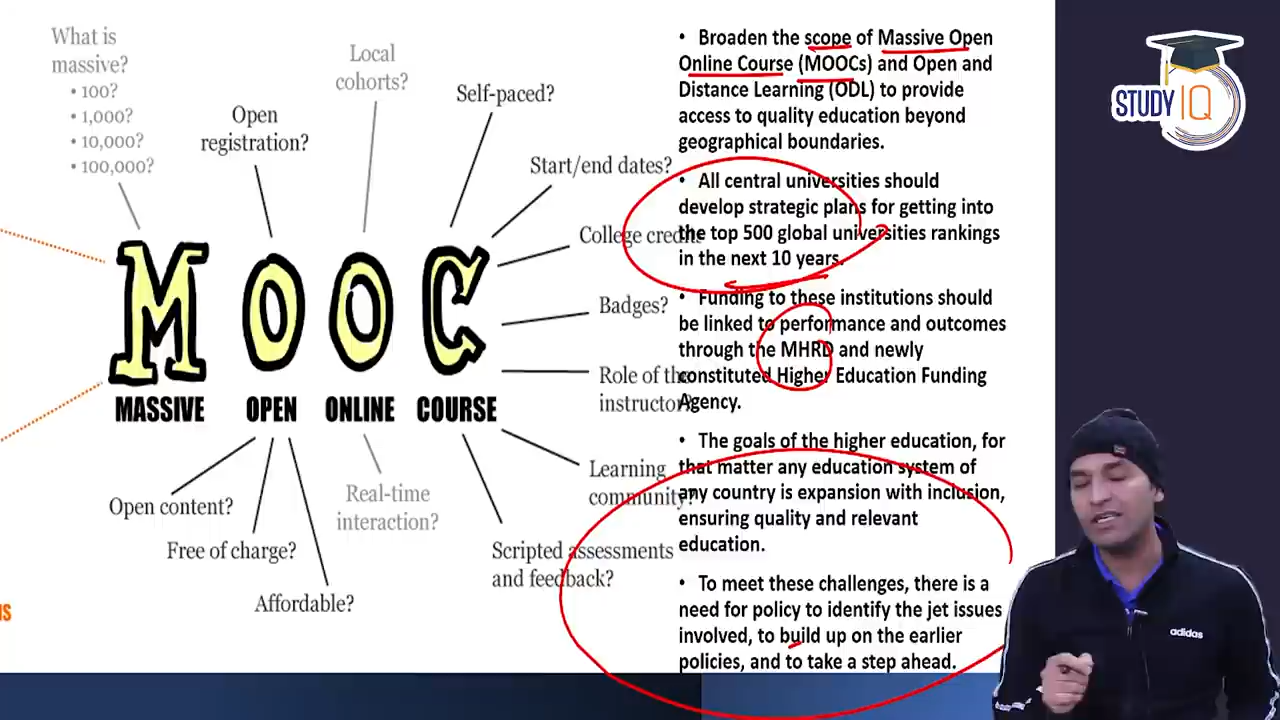 What is
massive?
• 100?
• 1,000?
• 10,000?
• 100,000?
Open
registration?
Local
cohorts?
Self-paced?
Start/end dates?
College credit?
Badges?
Role of the
instructor?
Learning
community?
Scripted assessments
and feedback?
Real-time
interaction?
Open content?
Free of charge?
Affordable?
MOOC
MASSIVE OPEN ONLINE COURSE
• Broaden the scope of Massive Open
Online Course (MOOCs) and Open and
Distance Learning (ODL) to provide
access to quality education beyond
geographical boundaries.
• All central universities should
develop strategic plans for getting into
the top 500 global universities rankings
in the next 10 years.
• Funding to these institutions should
be linked to performance and outcomes
through the MHRD and newly
constituted Higher Education Funding
Agency.
• The goals of the higher education, for
that matter any education system of
any country is expansion with inclusion,
ensuring quality and relevant
education.
• To meet these challenges, there is a
need for policy to identify the jet issues
involved, to build up on the earlier
policies, and to take a step ahead.
STUDY IQ
adidas